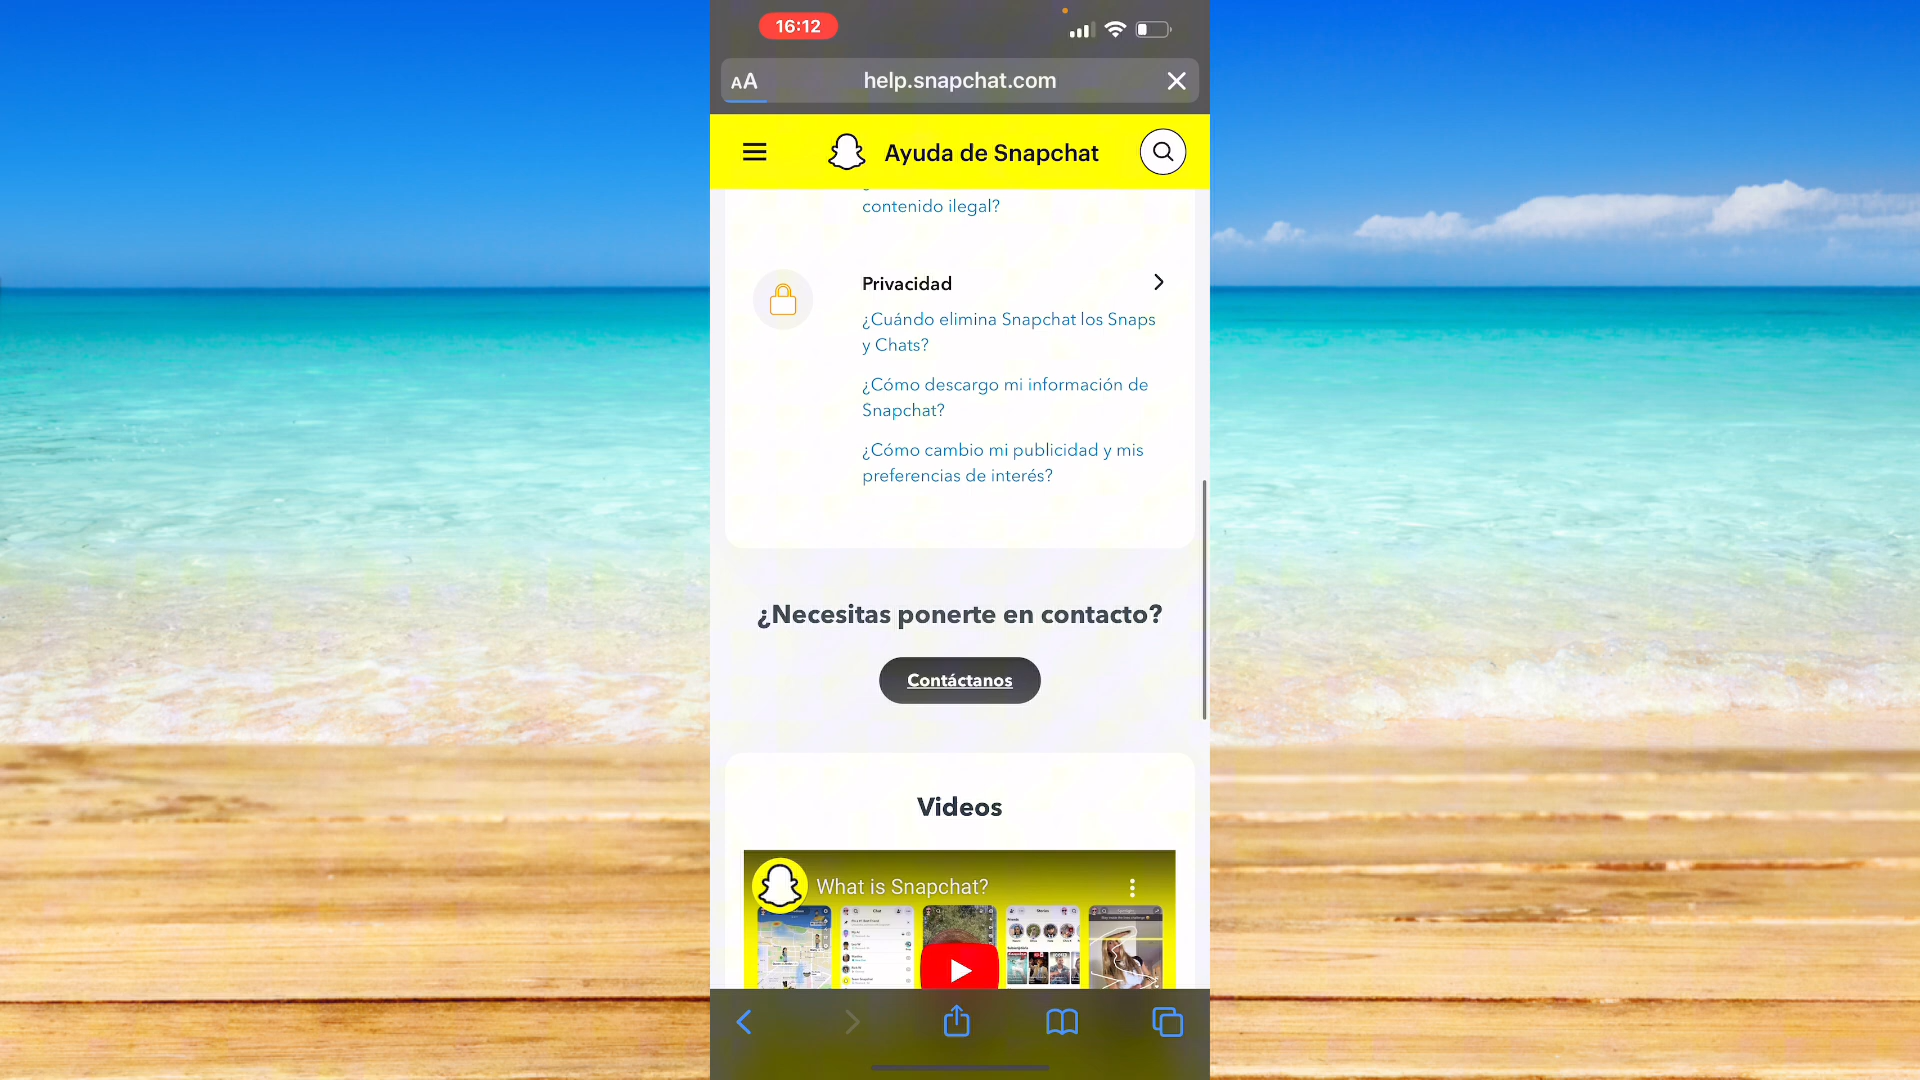 16:12
AA help.snapchat.com
Ayuda de Snapchat
contenido ilegal?
Privacidad
¿Cuándo elimina Snapchat los Snaps
y Chats?
¿Cómo descargo mi información de
Snapchat?
¿Cómo cambio mi publicidad y mis
preferencias de interés?
¿Necesitas ponerte en contacto?
Contáctanos
Videos
What is Snapchat?
Chat
Stories